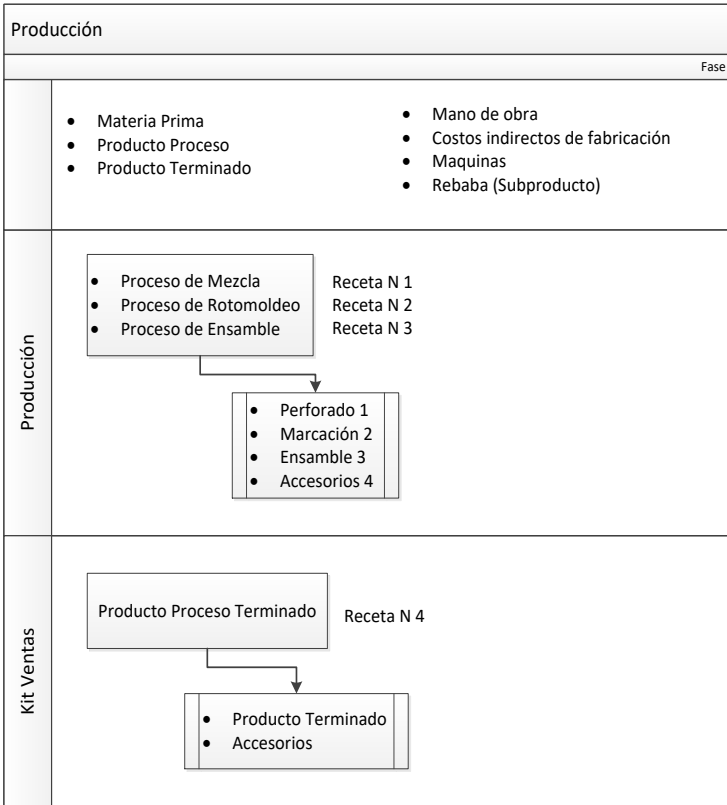 Producción
Fase
• Materia Prima
• Producto Proceso
• Producto Terminado
• Mano de obra
• Costos indirectos de fabricación
• Maquinas
• Rebaba (Subproducto)
Producción
• Proceso de Mezcla Receta N 1
• Proceso de Rotomoldeo Receta N 2
• Proceso de Ensamble Receta N 3
• Perforado 1
• Marcación 2
• Ensamble 3
• Accesorios 4
Kit Ventas
Producto Proceso Terminado Receta N 4
• Producto Terminado
• Accesorios